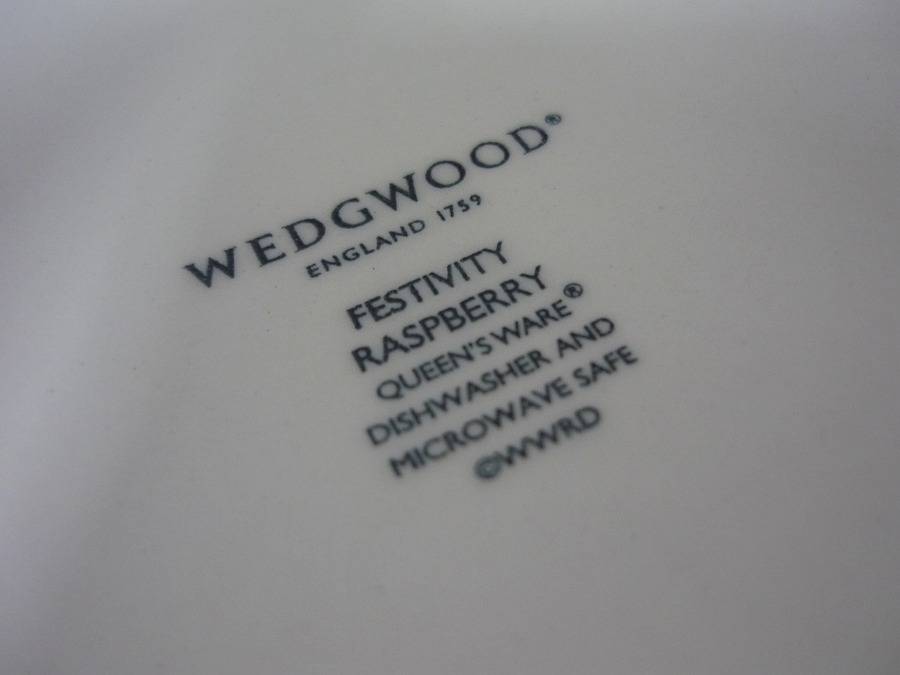 WEDGWOOD®
ENGLAND 1759
FESTIVITY
RASPBERRY
QUEEN'S WARE®
DISHWASHER AND
MICROWAVE SAFE
©WWRD